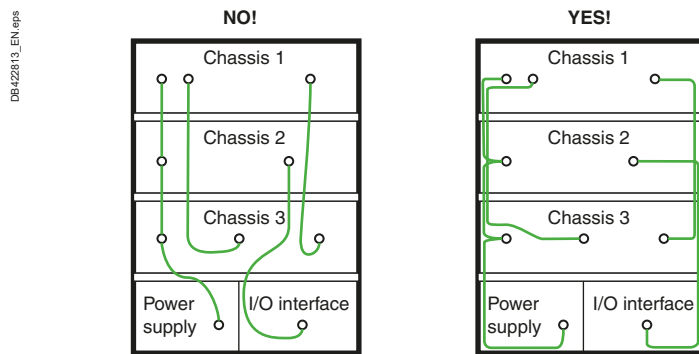 DB422813_EN.eps
NO!
Chassis 1
Chassis 2
Chassis 3
Power
supply
I/O interface
YES!
Chassis 1
Chassis 2
Chassis 3
Power
supply
I/O interface